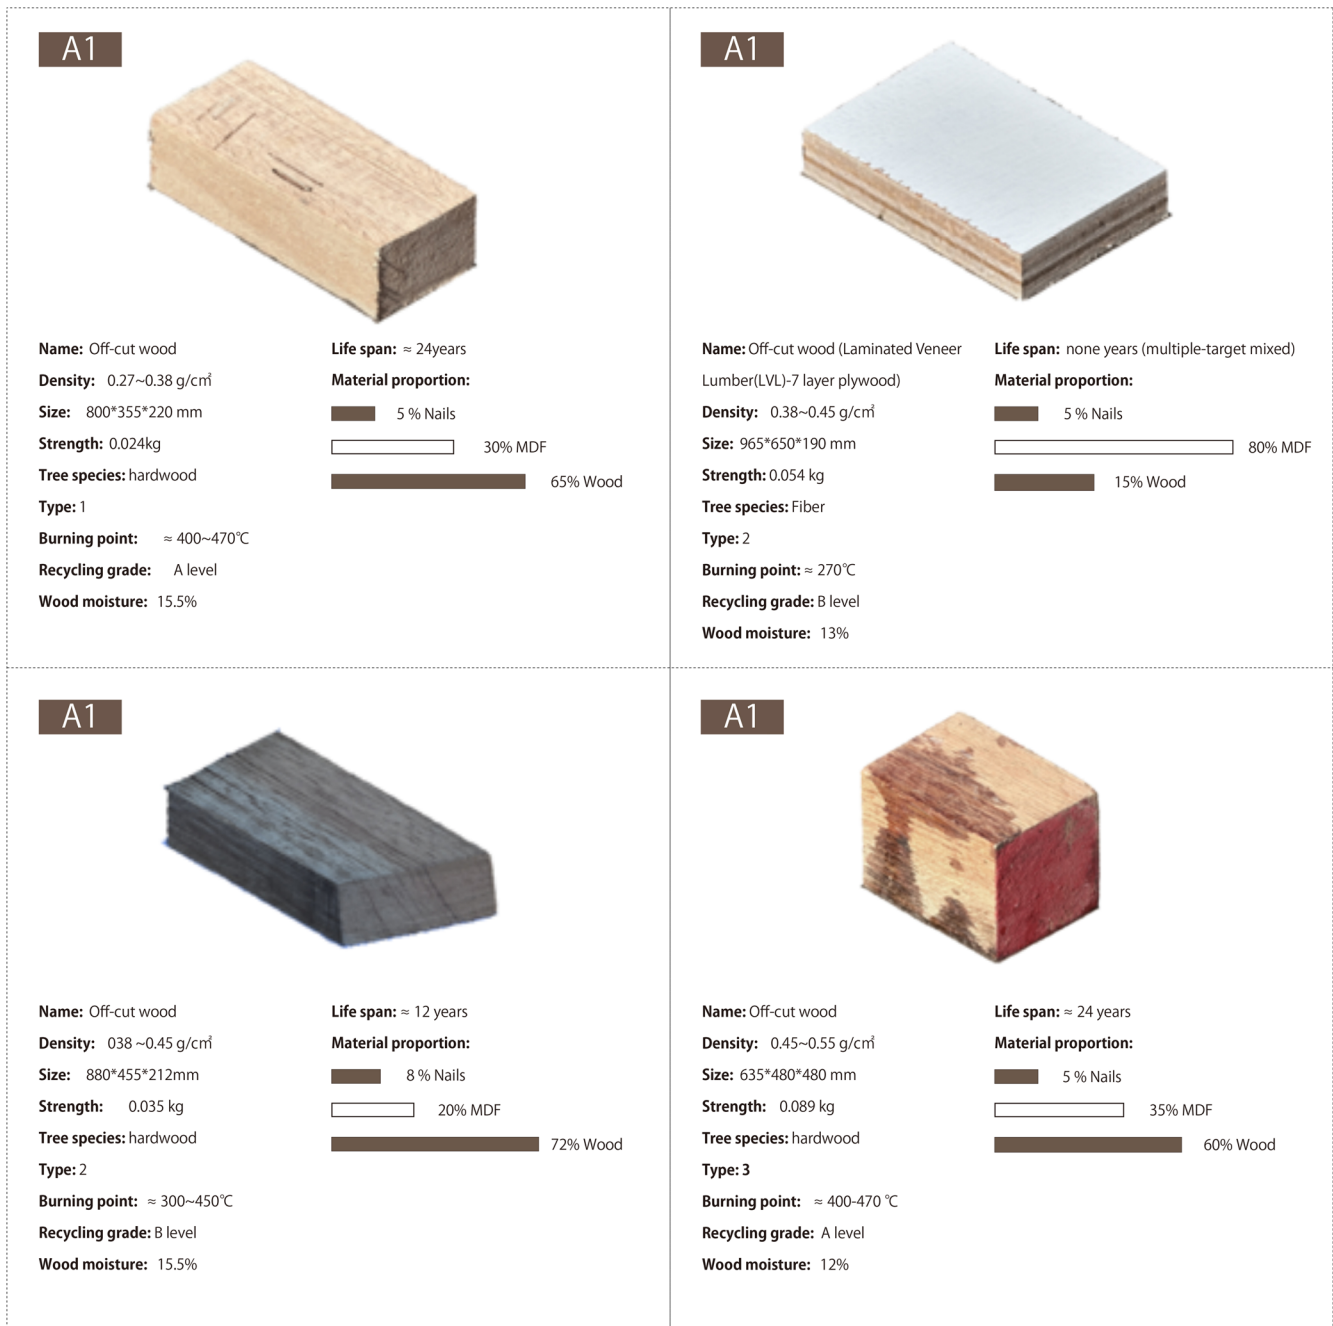 A1
Name: Off-cut wood
Density: 0.27~0.38 g/cm²
Size: 800*355*220 mm
Strength: 0.024kg
Tree species: hardwood
Type: 1
Burning point: ≈ 400~470℃
Recycling grade: A level
Wood moisture: 15.5%
Life span: ≈ 24years
Material proportion:
5 % Nails
30% MDF
65% Wood
A1
Name: Off-cut wood (Laminated Veneer
Lumber(LVL)-7 layer plywood)
Density: 0.38~0.45 g/cm²
Size: 965*650*190 mm
Strength: 0.054 kg
Tree species: Fiber
Type: 2
Burning point: ≈ 270℃
Recycling grade: B level
Wood moisture: 13%
Life span: none years (multiple-target mixed)
Material proportion:
5 % Nails
80% MDF
15% Wood
A1
Name: Off-cut wood
Density: 038 ~0.45 g/cm²
Size: 880*455*212mm
Strength: 0.035 kg
Tree species: hardwood
Type: 2
Burning point: ≈ 300~450℃
Recycling grade: B level
Wood moisture: 15.5%
Life span: ≈ 12 years
Material proportion:
8 % Nails
20% MDF
72% Wood
A1
Name: Off-cut wood
Density: 0.45~0.55 g/cm²
Size: 635*480*480 mm
Strength: 0.089 kg
Tree species: hardwood
Type: 3
Burning point: ≈ 400-470 ℃
Recycling grade: A level
Wood moisture: 12%
Life span: ≈ 24 years
Material proportion:
5 % Nails
35% MDF
60% Wood